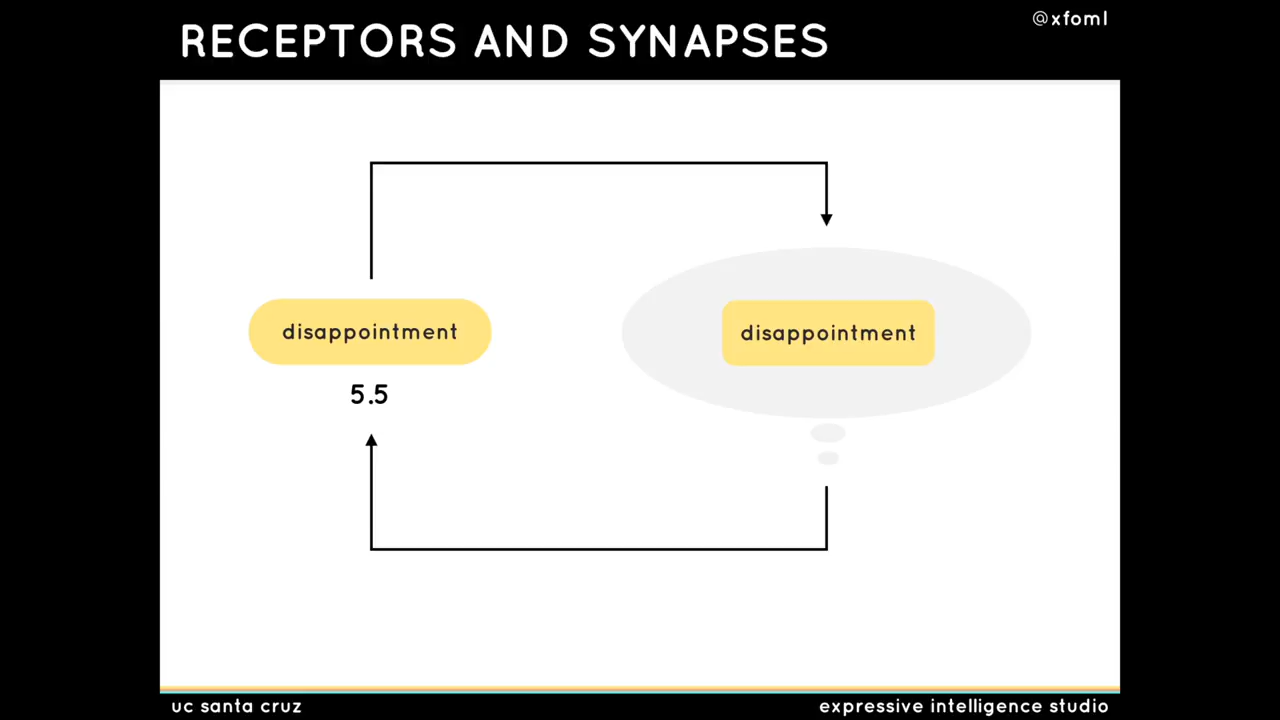 RECEPTORS AND SYNAPSES
@xfoml
disappointment
5.5
disappointment
uc santa cruz
expressive intelligence studio